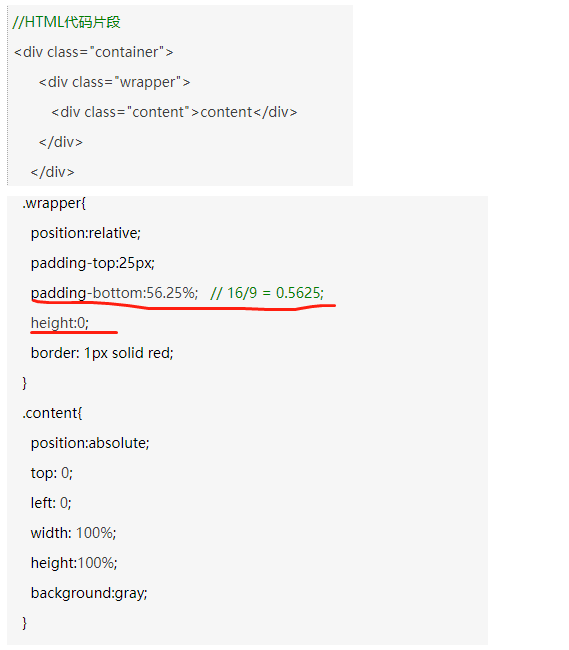 //HTML代码片段
<div class="container">
<div class="wrapper">
<div class="content">content</div>
</div>
</div>
.wrapper{
position:relative;
padding-top:25px;
padding-bottom:56.25%; // 16/9 = 0.5625;
height:0;
border: 1px solid red;
}
.content{
position:absolute;
top: 0;
left: 0;
width: 100%;
height:100%;
background:gray;
}